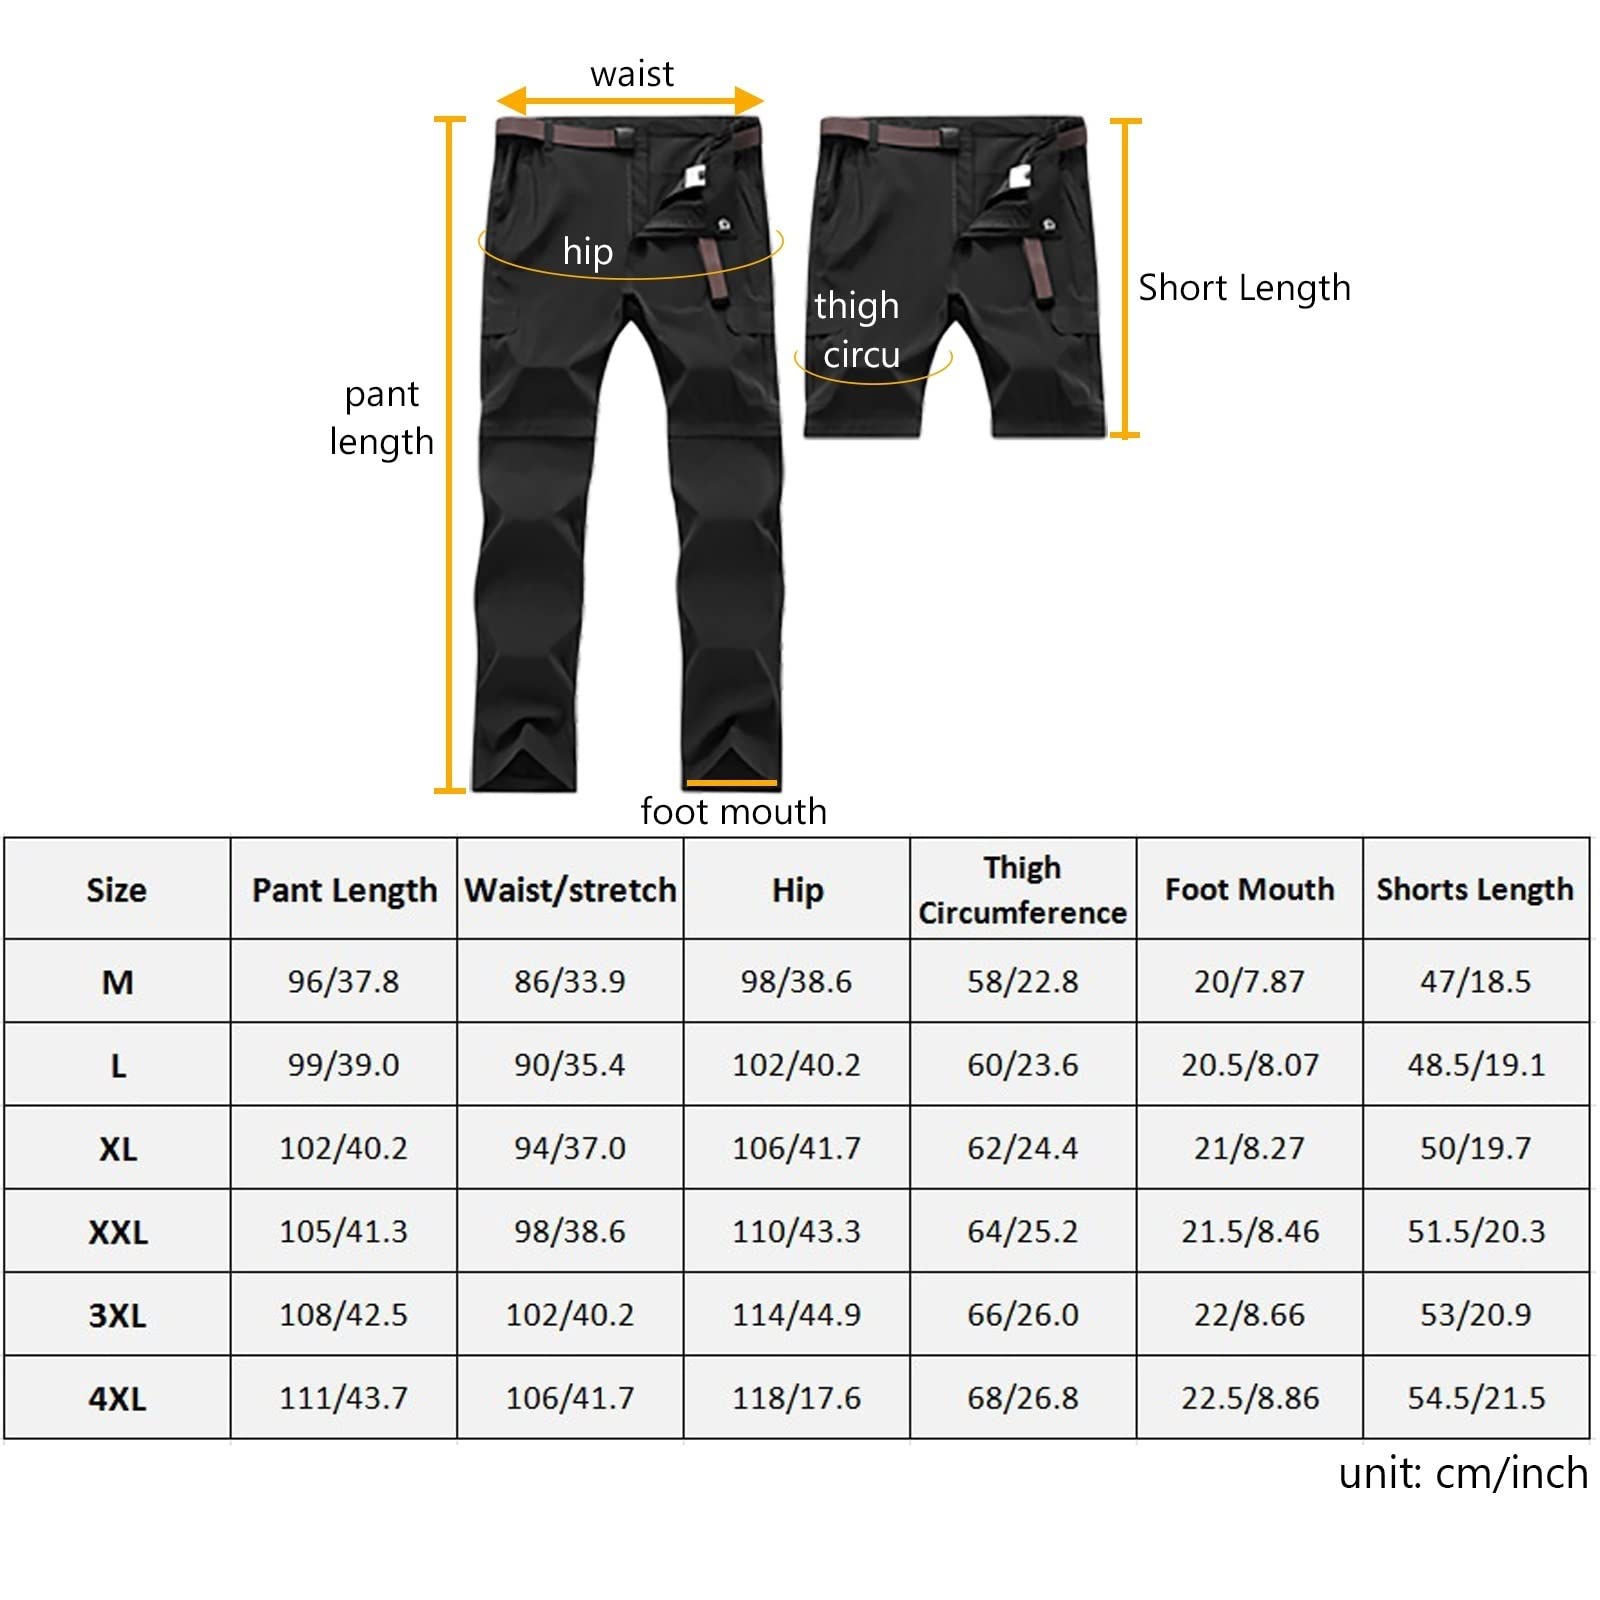 waist
hip
thigh
circu
Short Length
pant
length
foot mouth
Size Pant Length Waist/stretch Hip Thigh Circumference Foot Mouth Shorts Length
M 96/37.8 86/33.9 98/38.6 58/22.8 20/7.87 47/18.5
L 99/39.0 90/35.4 102/40.2 60/23.6 20.5/8.07 48.5/19.1
XL 102/40.2 94/37.0 106/41.7 62/24.4 21/8.27 50/19.7
XXL 105/41.3 98/38.6 110/43.3 64/25.2 21.5/8.46 51.5/20.3
3XL 108/42.5 102/40.2 114/44.9 66/26.0 22/8.66 53/20.9
4XL 111/43.7 106/41.7 118/17.6 68/26.8 22.5/8.86 54.5/21.5
unit: cm/inch